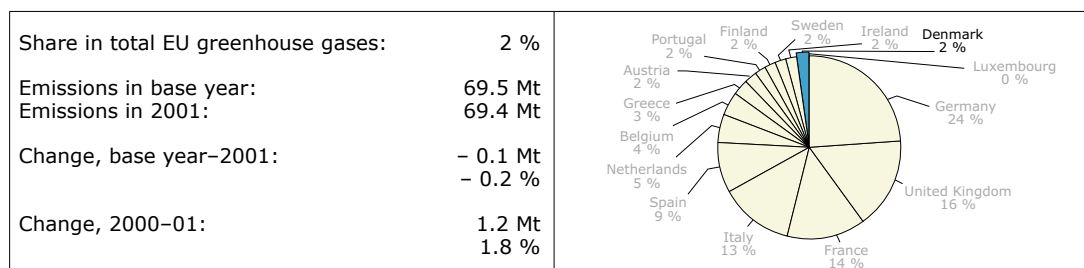 Share in total EU greenhouse gases: 2 %
Emissions in base year: 69.5 Mt
Emissions in 2001: 69.4 Mt
Change, base year–2001: – 0.1 Mt
– 0.2 %
Change, 2000–01: 1.2 Mt
1.8 %
Sweden
2 %
Ireland
2 %
Denmark
2 %
Luxembourg
0 %
Germany
24 %
United Kingdom
16 %
France
14 %
Italy
13 %
Spain
9 %
Netherlands
5 %
Belgium
4 %
Greece
3 %
Austria
2 %
Portugal
2 %
Finland
2 %